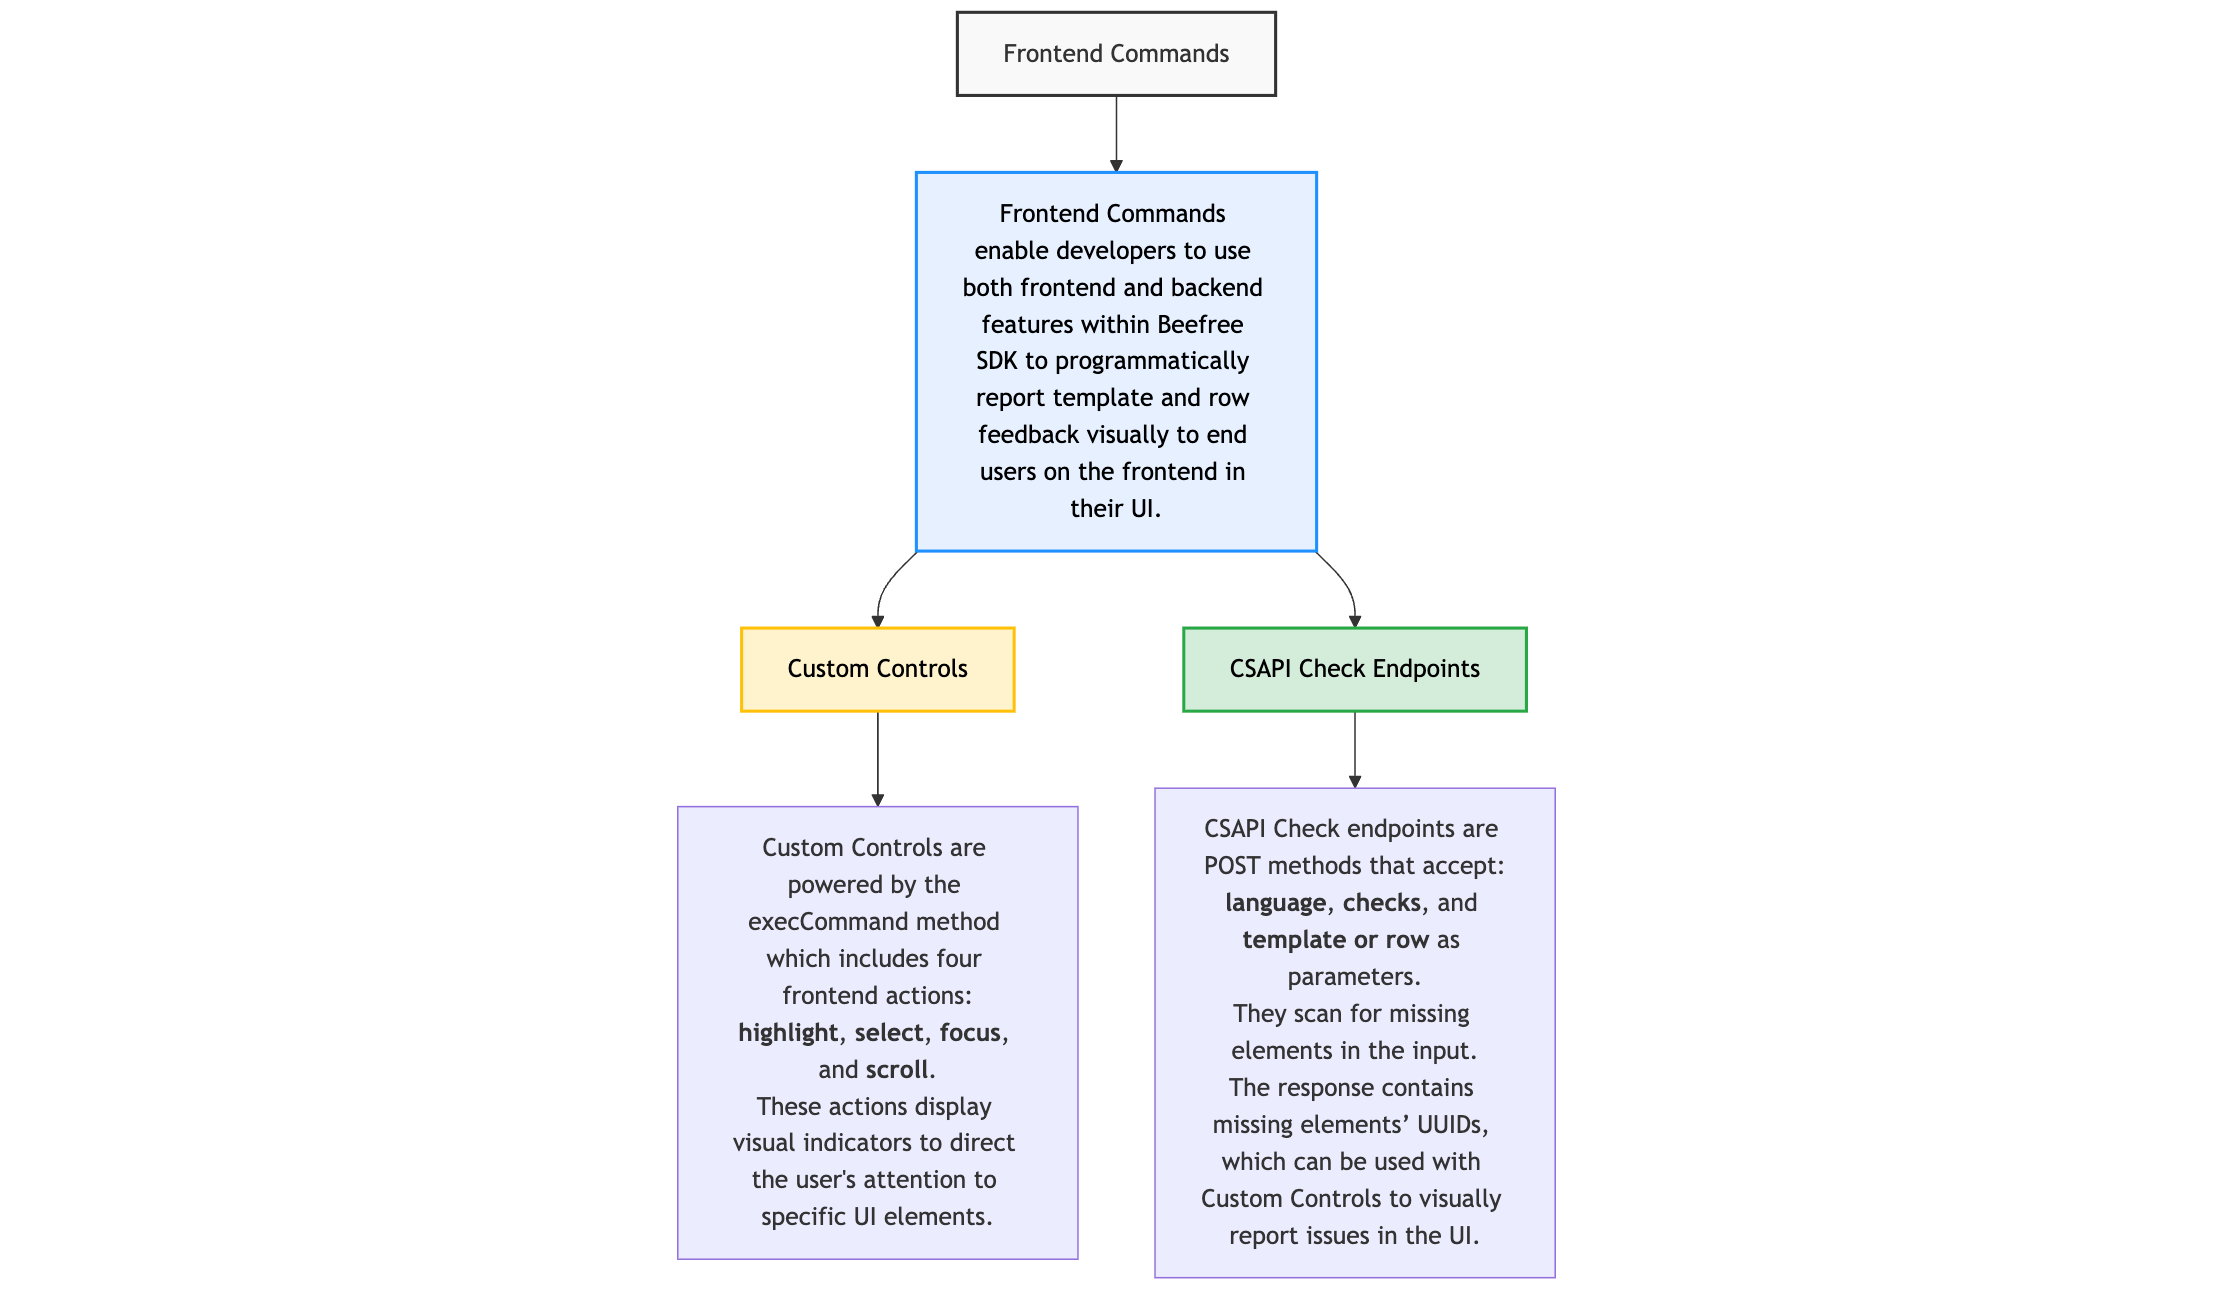 Frontend Commands
Frontend Commands
enable developers to use
both frontend and backend
features within Beefree
SDK to programmatically
report template and row
feedback visually to end
users on the frontend in
their UI.
Custom Controls
CSAPI Check Endpoints
Custom Controls are
powered by the
execCommand method
which includes four
frontend actions:
highlight, select, focus,
and scroll.
These actions display
visual indicators to direct
the user's attention to
specific UI elements.
CSAPI Check endpoints are
POST methods that accept:
language, checks, and
template or row as
parameters.
They scan for missing
elements in the input.
The response contains
missing elements’ UUIDs,
which can be used with
Custom Controls to visually
report issues in the UI.